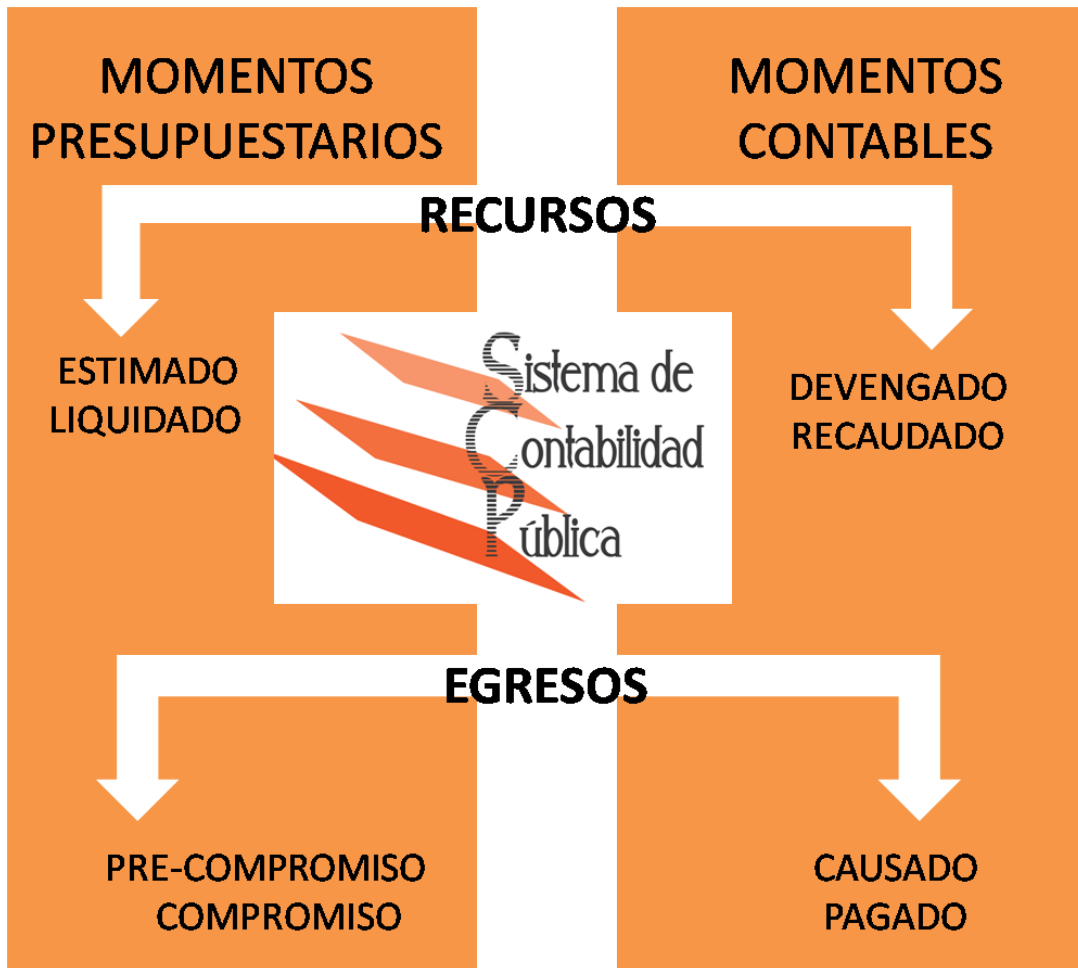 MOMENTOS
PRESUPUESTARIOS
MOMENTOS
CONTABLES
RECURSOS
ESTIMADO
LIQUIDADO
DEVENGADO
RECAUDADO
Sistema de
Contabilidad
Pública
EGRESOS
PRE-COMPROMISO
COMPROMISO
CAUSADO
PAGADO